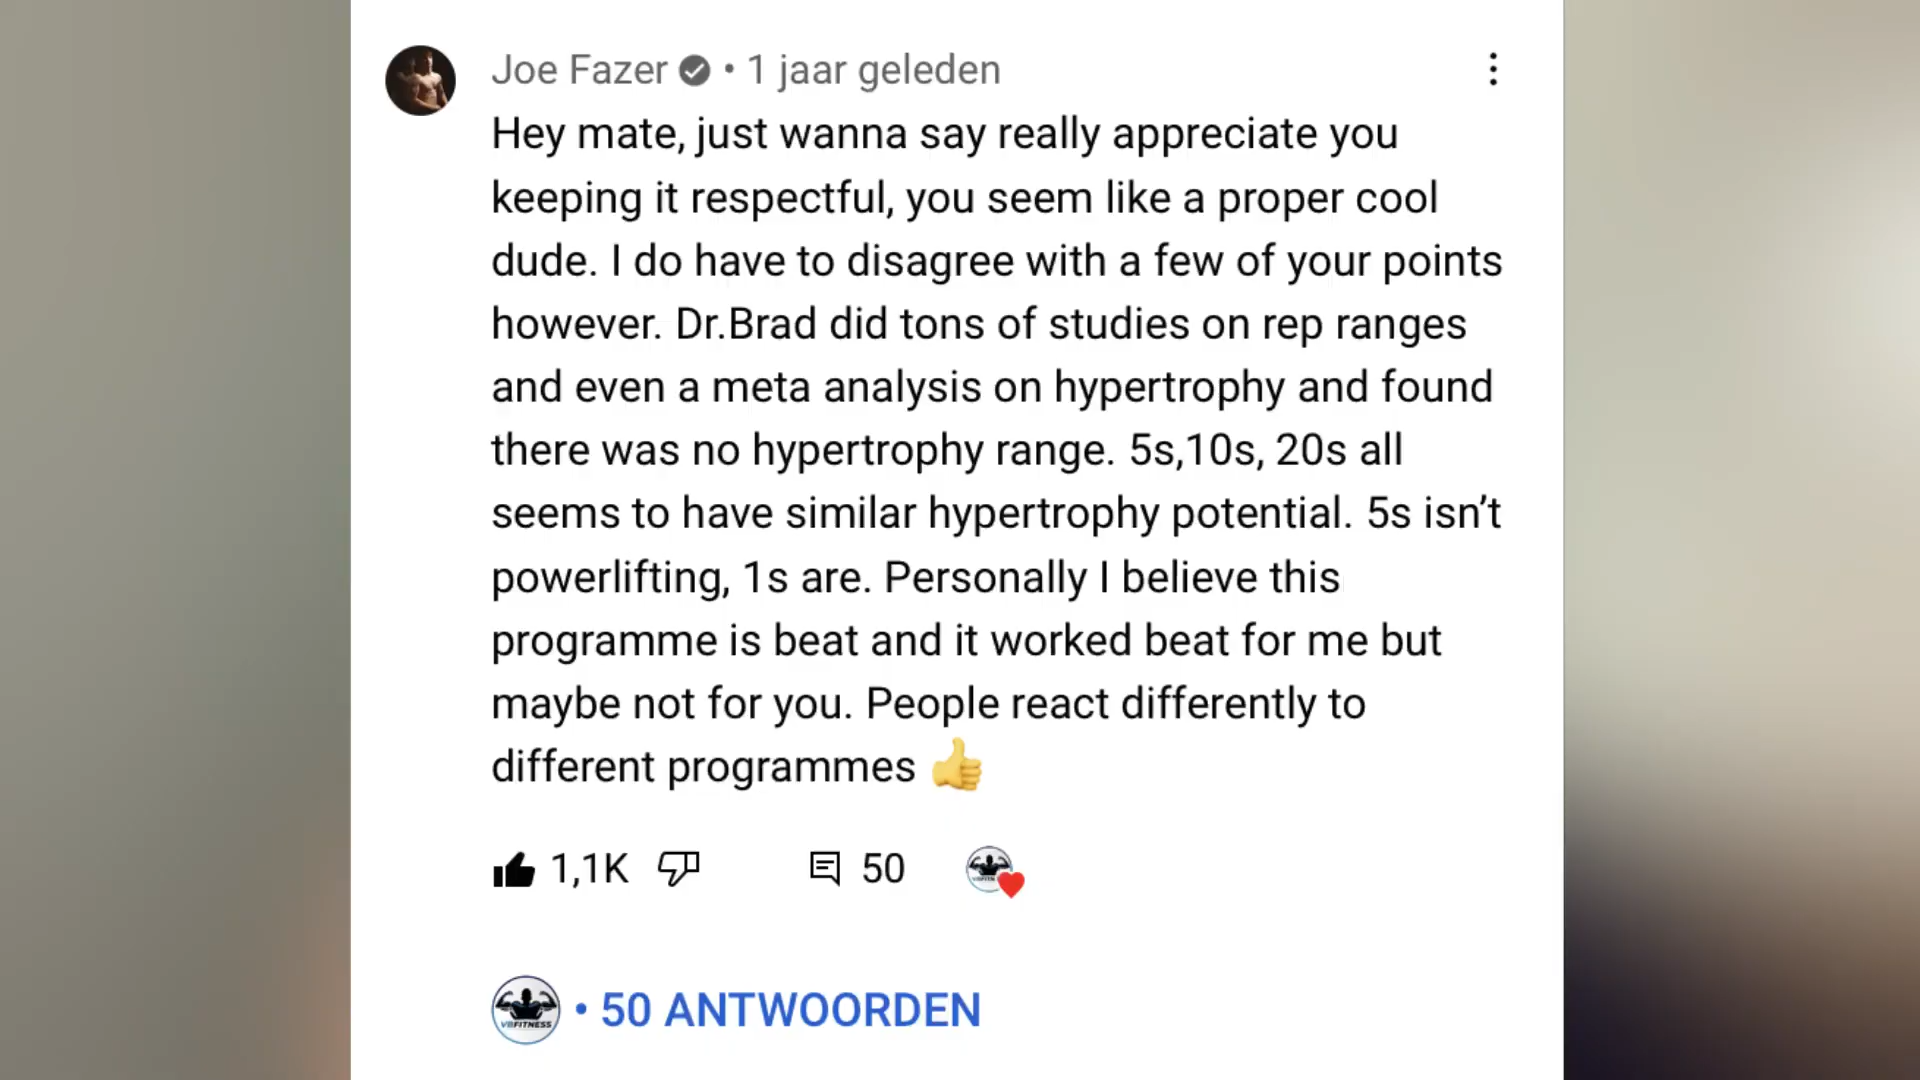 Joe Fazer • 1 jaar geleden
Hey mate, just wanna say really appreciate you
keeping it respectful, you seem like a proper cool
dude. I do have to disagree with a few of your points
however. Dr.Brad did tons of studies on rep ranges
and even a meta analysis on hypertrophy and found
there was no hypertrophy range. 5s,10s, 20s all
seems to have similar hypertrophy potential. 5s isn’t
powerlifting, 1s are. Personally I believe this
programme is beat and it worked beat for me but
maybe not for you. People react differently to
different programmes 👍
1,1K 50
VBFITNESS • 50 ANTWOORDEN